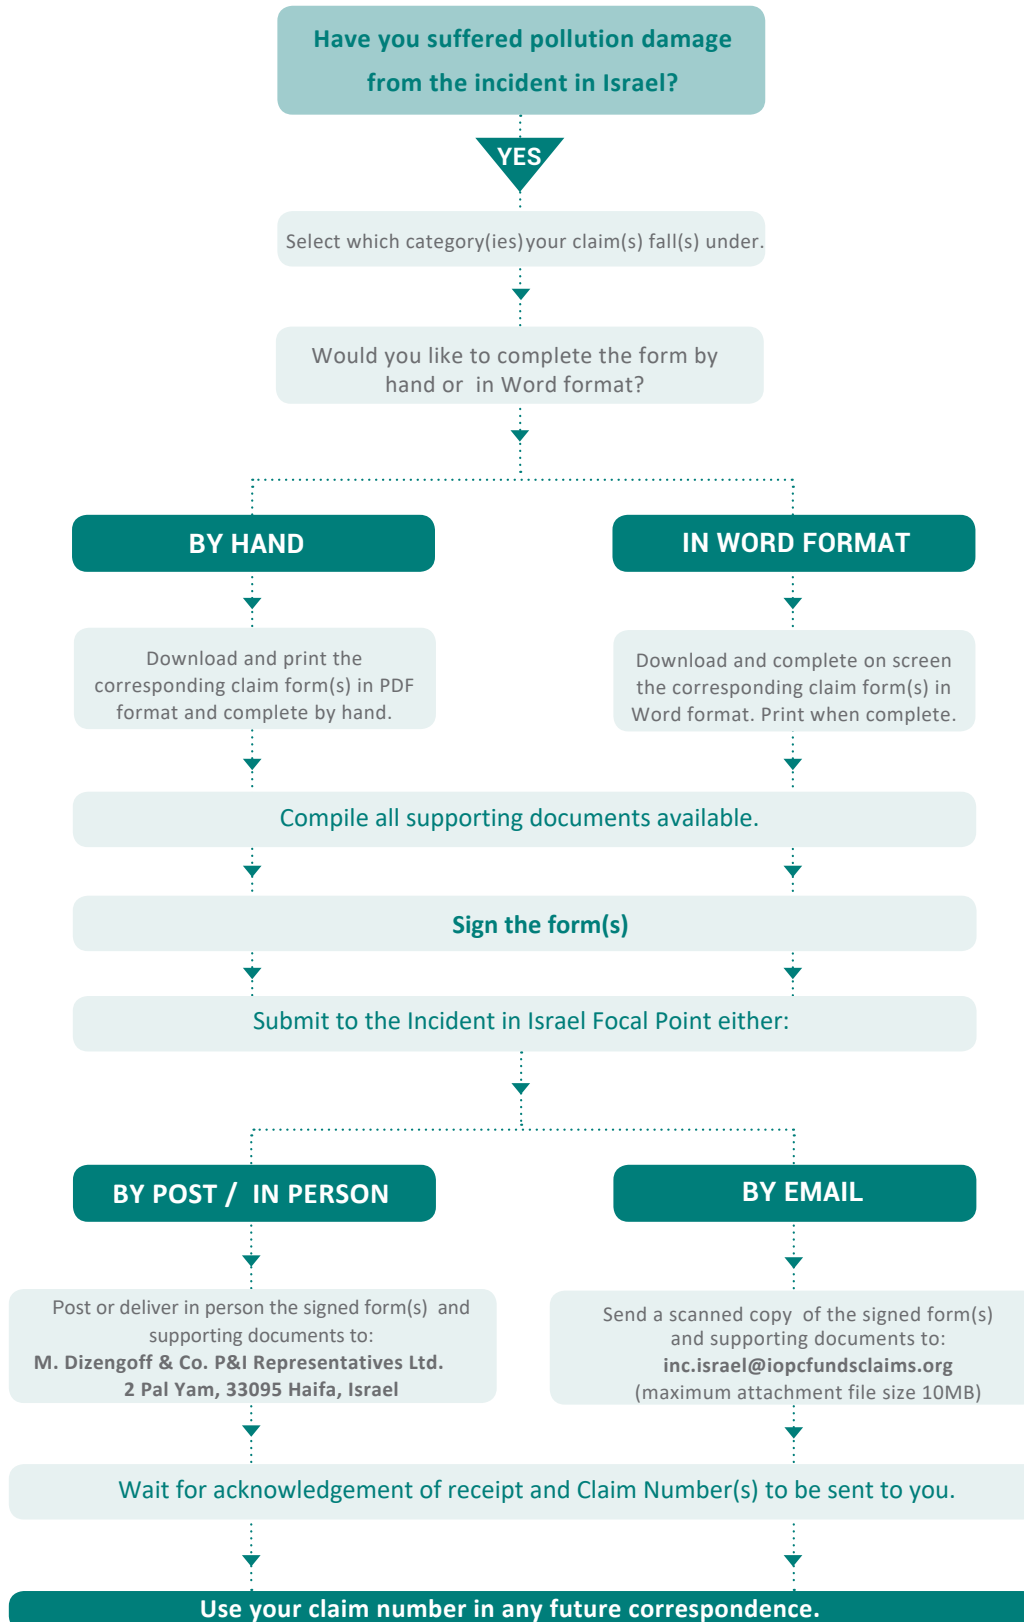 Have you suffered pollution damage
from the incident in Israel?
YES
Select which category(ies) your claim(s) fall(s) under.
Would you like to complete the form by
hand or in Word format?
BY HAND
IN WORD FORMAT
Download and print the
corresponding claim form(s) in PDF
format and complete by hand.
Download and complete on screen
the corresponding claim form(s) in
Word format. Print when complete.
Compile all supporting documents available.
Sign the form(s)
Submit to the Incident in Israel Focal Point either:
BY POST / IN PERSON
BY EMAIL
Post or deliver in person the signed form(s) and
supporting documents to:
M. Dizengoff & Co. P&I Representatives Ltd.
2 Pal Yam, 33095 Haifa, Israel
Send a scanned copy of the signed form(s)
and supporting documents to:
inc.israel@iopcfundsclaims.org
(maximum attachment file size 10MB)
Wait for acknowledgement of receipt and Claim Number(s) to be sent to you.
Use your claim number in any future correspondence.